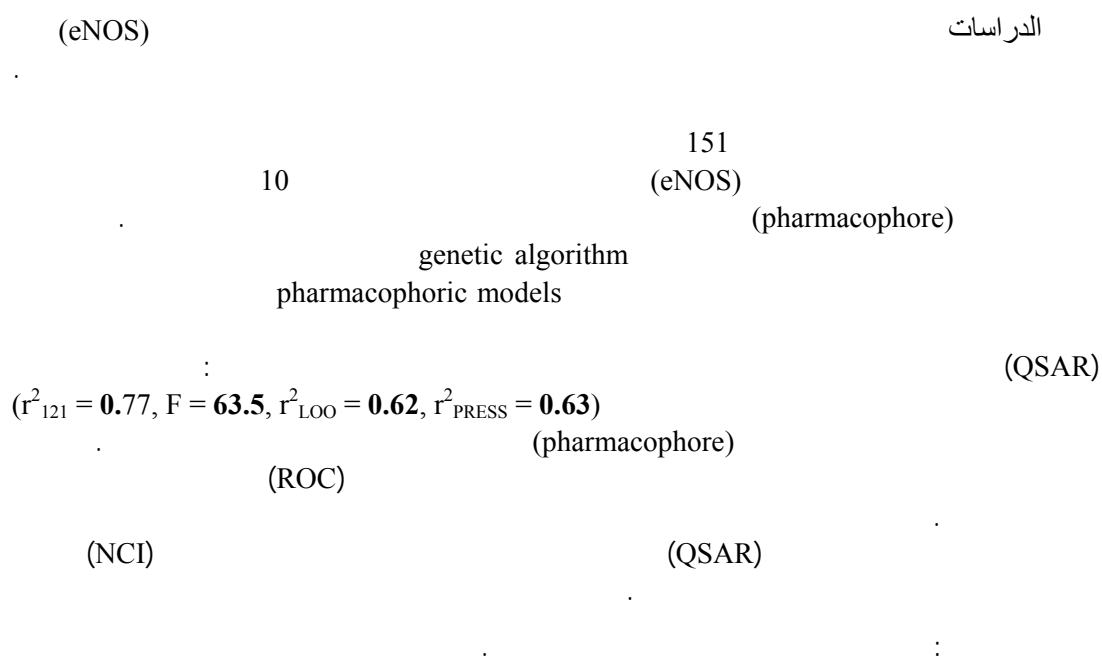 الدراسات (eNOS)
.
151
(eNOS) 10
(pharmacophore) .
genetic algorithm
pharmacophoric models
(QSAR) :
(r²₁₂₁ = 0.77, F = 63.5, r²LOO = 0.62, r²PRESS = 0.63)
(pharmacophore) .
(ROC)
.
(QSAR) (NCI)
.
: .